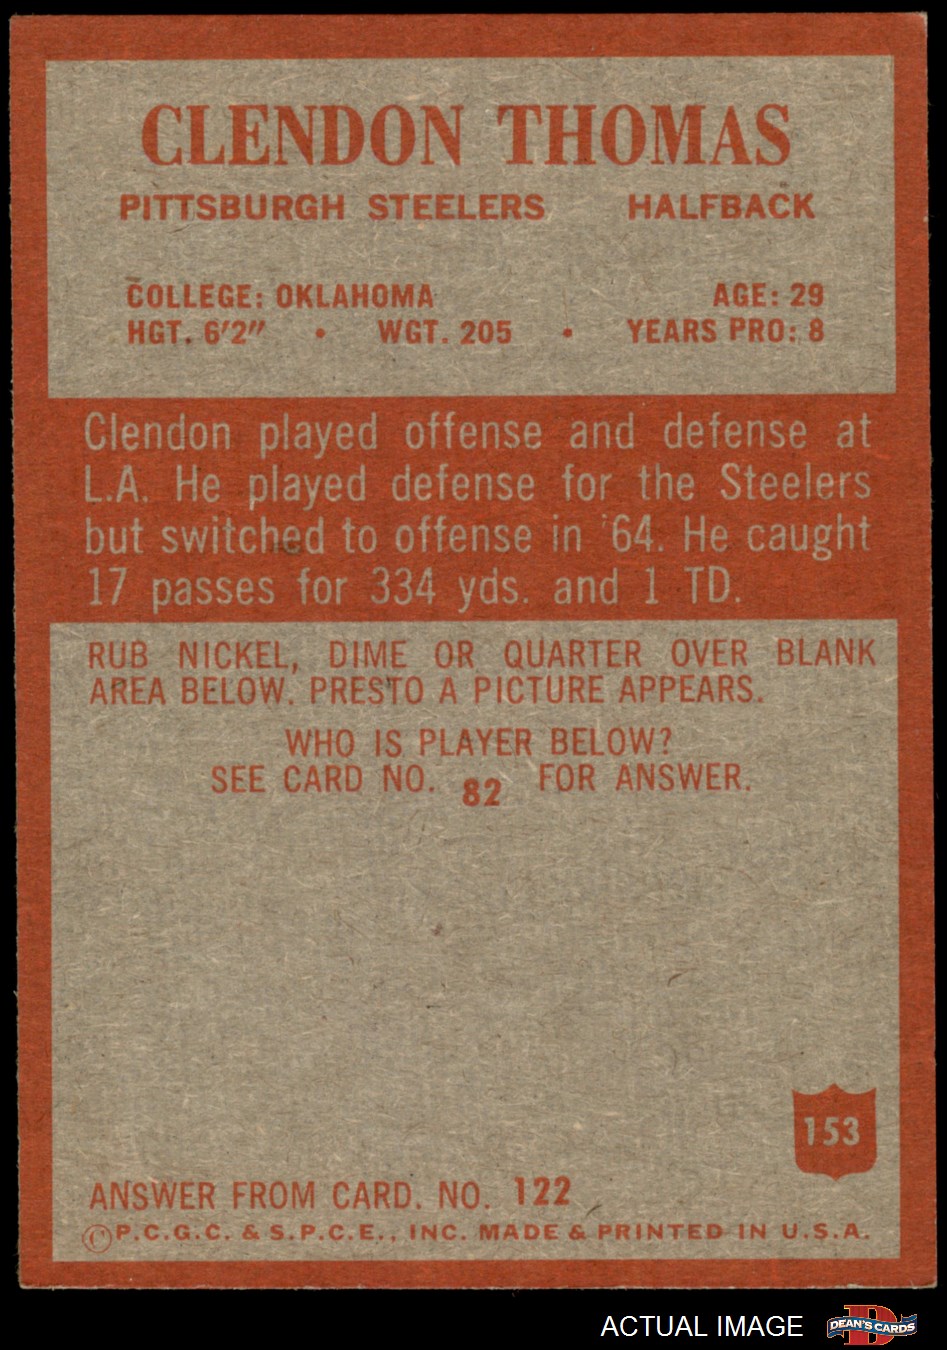 CLENDON THOMAS
PITTSBURGH STEELERS HALFBACK
COLLEGE: OKLAHOMA AGE: 29
HGT. 6'2" • WGT. 205 • YEARS PRO: 8
Clendon played offense and defense at
L.A. He played defense for the Steelers
but switched to offense in '64. He caught
17 passes for 334 yds. and 1 TD.
RUB NICKEL, DIME OR QUARTER OVER BLANK
AREA BELOW. PRESTO A PICTURE APPEARS.
WHO IS PLAYER BELOW?
SEE CARD NO. 82 FOR ANSWER.
153
ANSWER FROM CARD. NO. 122
©P.C.G.C. & S.P.C.E., INC. MADE & PRINTED IN U.S.A.
ACTUAL IMAGE
D
DEAN'S CARDS